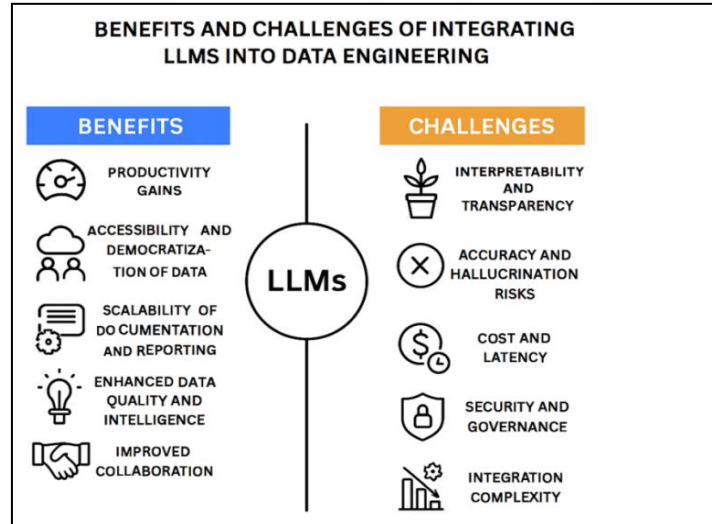 BENEFITS AND CHALLENGES OF INTEGRATING
LLMS INTO DATA ENGINEERING
BENEFITS
PRODUCTIVITY
GAINS
ACCESSIBILITY AND
DEMOCRATIZA-
TION OF DATA
SCALABILITY OF
DO CUMENTATION
AND REPORTING
ENHANCED DATA
QUALITY AND
INTELLIGENCE
IMPROVED
COLLABORATION
LLMs
CHALLENGES
INTERPRETABILITY
AND
TRANSPARENCY
ACCURACY AND
HALLUCRINATION
RISKS
$
COST AND
LATENCY
SECURITY AND
GOVERNANCE
INTEGRATION
COMPLEXITY